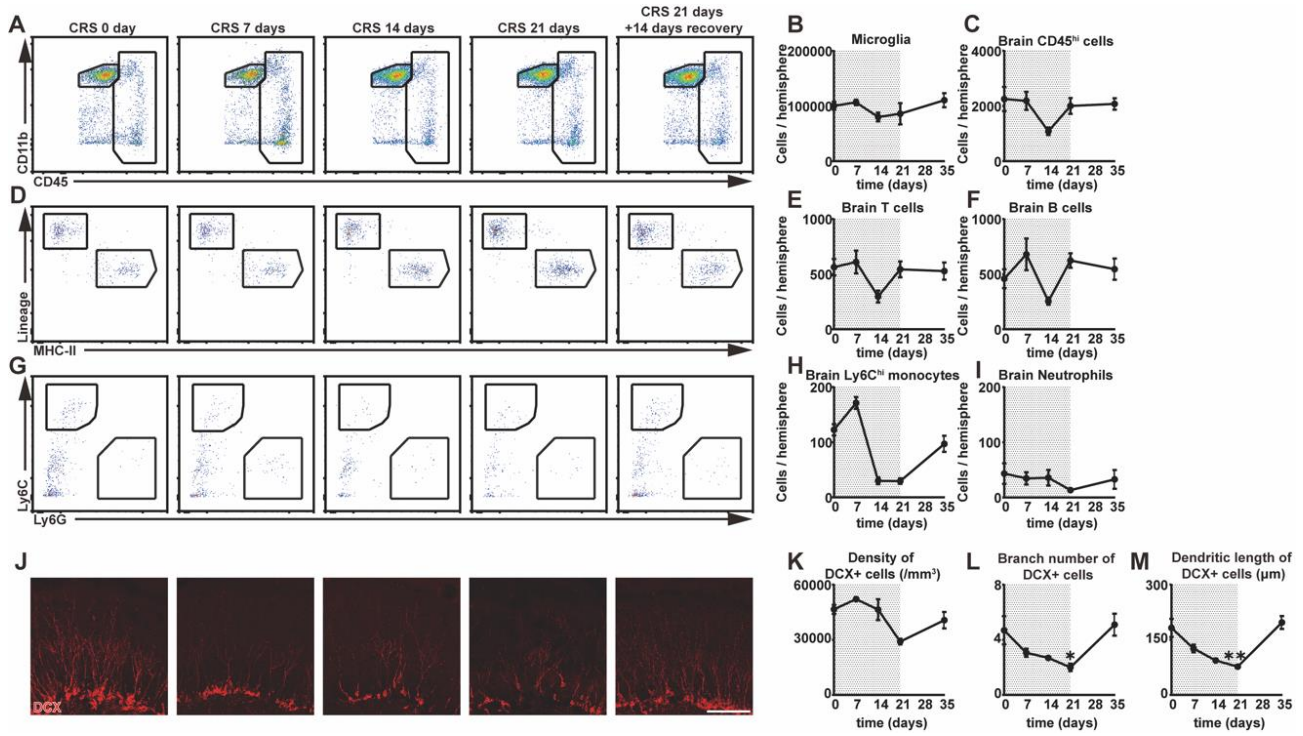 A
CRS 0 day
CRS 7 days
CRS 14 days
CRS 21 days
CRS 21 days
+14 days recovery
CD11b
CD45
B
Microglia
Cells / hemisphere
200000
100000
0
0 7 14 21 28 35
time (days)
C
Brain CD45hi cells
Cells / hemisphere
4000
2000
0
0 7 14 21 28 35
time (days)
D
Lineage
MHC-II
E
Brain T cells
Cells / hemisphere
1000
500
0
0 7 14 21 28 35
time (days)
F
Brain B cells
Cells / hemisphere
1000
500
0
0 7 14 21 28 35
time (days)
G
Ly6C
Ly6G
H
Brain Ly6Chi monocytes
Cells / hemisphere
200
100
0
0 7 14 21 28 35
time (days)
I
Brain Neutrophils
Cells / hemisphere
200
100
0
0 7 14 21 28 35
time (days)
J
DCX
K
Density of
DCX+ cells (/mm³)
60000
30000
0
0 7 14 21 28 35
time (days)
L
Branch number of
DCX+ cells
8
4
0
*
0 7 14 21 28 35
time (days)
M
Dendritic length of
DCX+ cells (µm)
300
150
0
**
0 7 14 21 28 35
time (days)